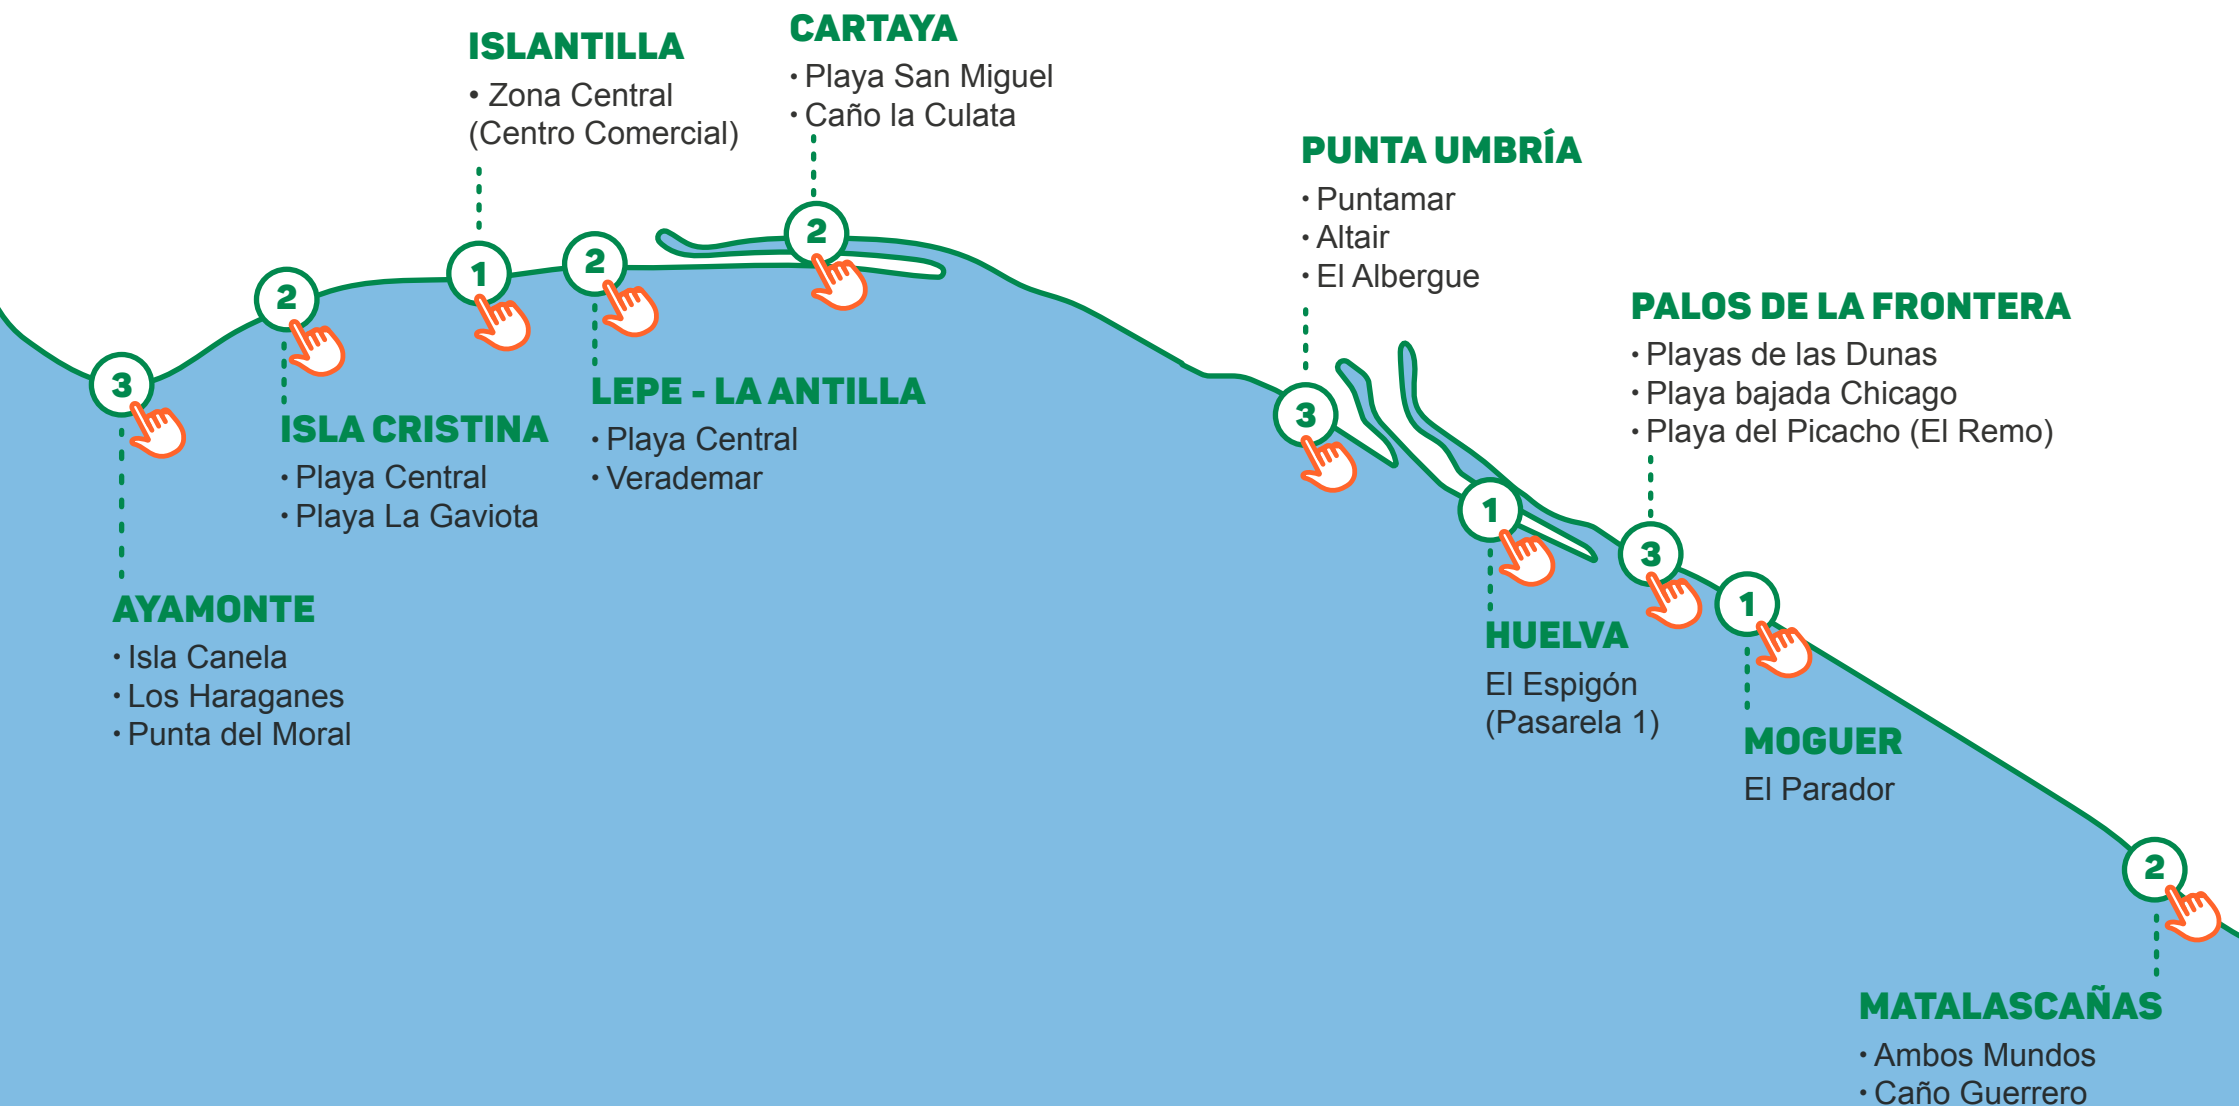 ISLANTILLA
• Zona Central
(Centro Comercial)
1
CARTAYA
· Playa San Miguel
· Caño la Culata
2
PUNTA UMBRÍA
· Puntamar
· Altair
· El Albergue
3
PALOS DE LA FRONTERA
· Playas de las Dunas
· Playa bajada Chicago
· Playa del Picacho (El Remo)
3
2
ISLA CRISTINA
· Playa Central
· Playa La Gaviota
2
LEPE - LA ANTILLA
· Playa Central
· Verademar
3
AYAMONTE
· Isla Canela
· Los Haraganes
· Punta del Moral
1
HUELVA
El Espigón
(Pasarela 1)
1
MOGUER
El Parador
2
MATALASCAÑAS
· Ambos Mundos
· Caño Guerrero